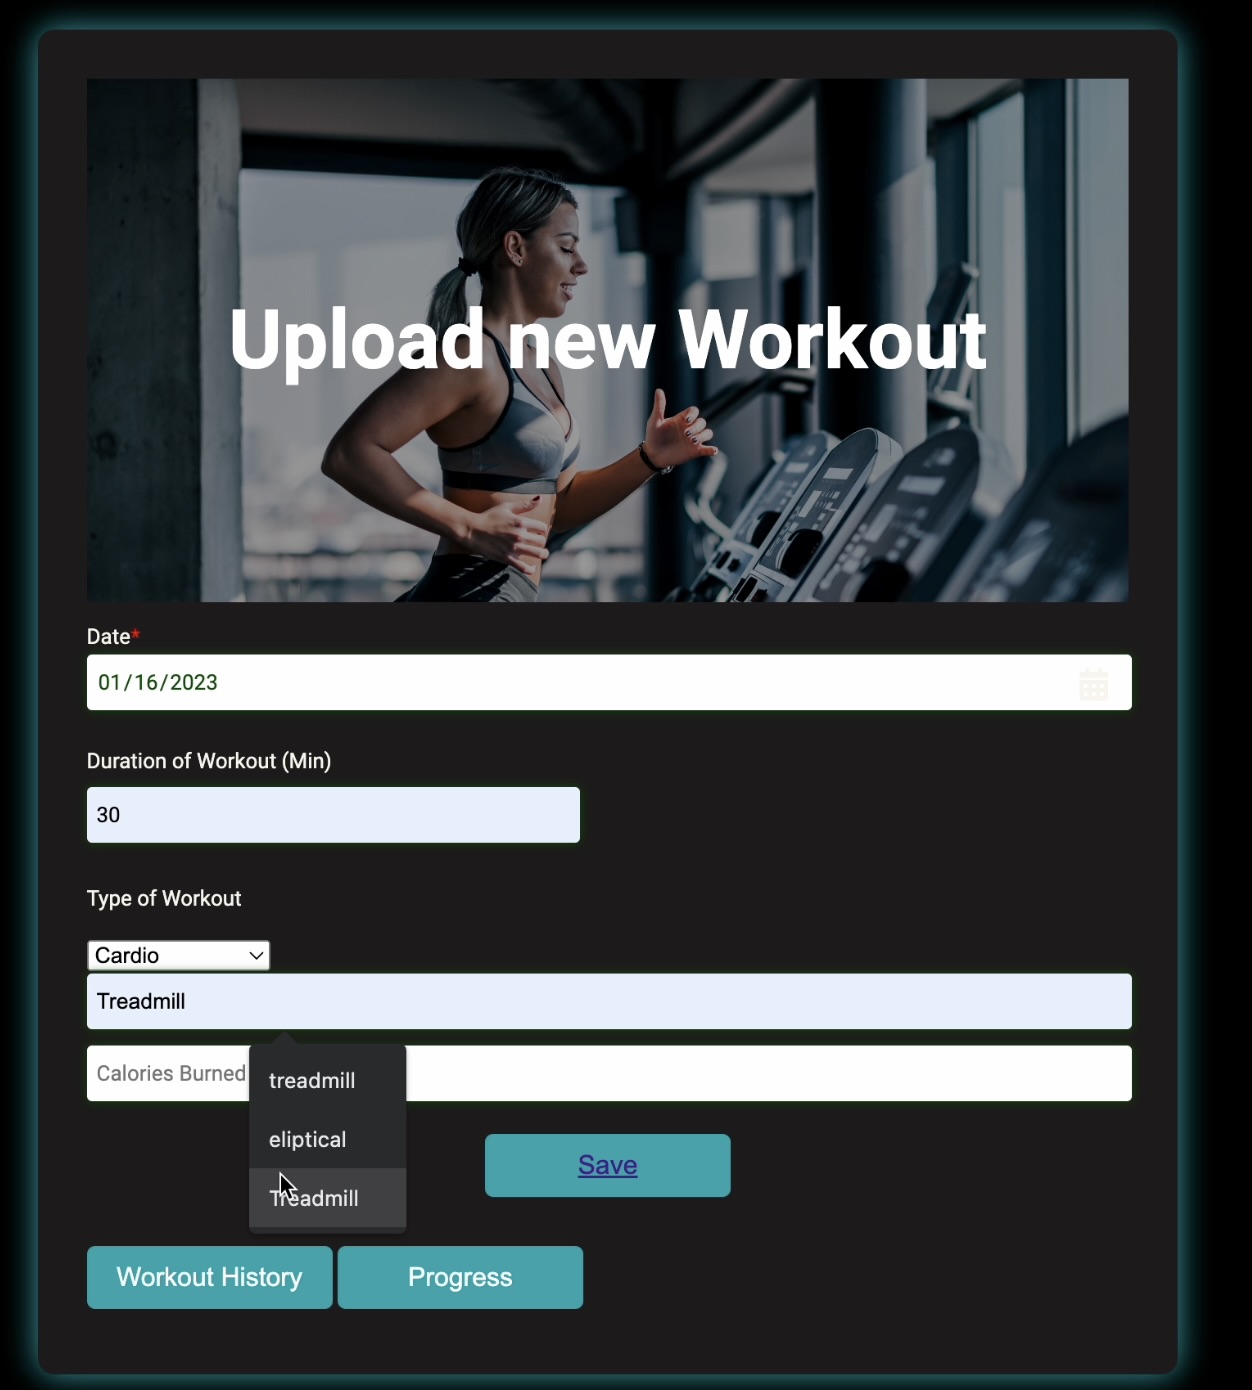 Upload new Workout
Date*
01/16/2023
Duration of Workout (Min)
30
Type of Workout
Cardio
Treadmill
Calories Burned
treadmill
eliptical
Treadmill
Save
Workout History
Progress